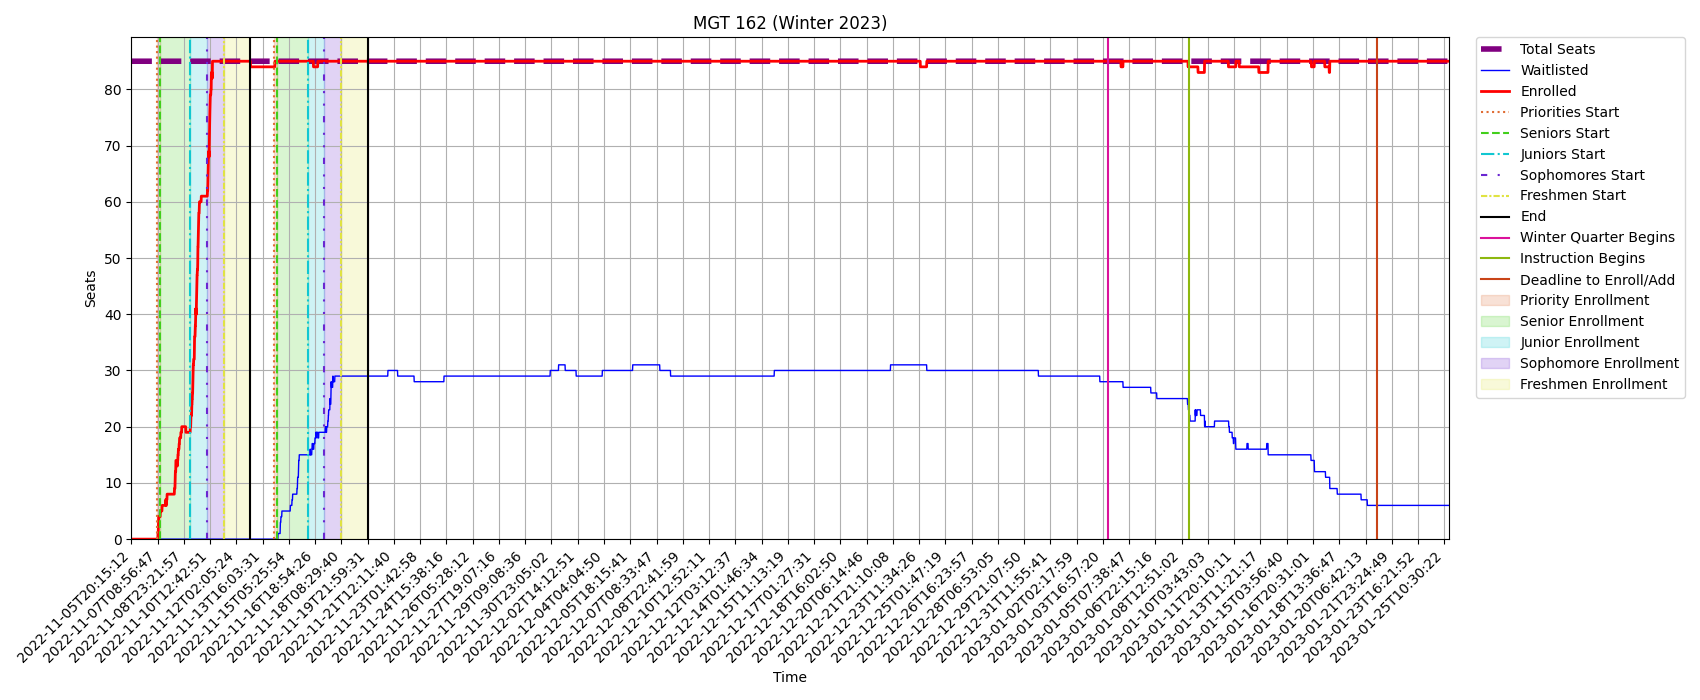 MGT 162 (Winter 2023)
Seats
80
70
60
50
40
30
20
10
0
2022-11-05T20:15:12
2022-11-07T08:56:47
2022-11-08T23:21:57
2022-11-10T12:42:51
2022-11-12T02:05:24
2022-11-13T16:03:31
2022-11-15T05:25:54
2022-11-16T18:54:26
2022-11-18T08:29:40
2022-11-19T21:59:31
2022-11-21T12:11:40
2022-11-23T01:42:58
2022-11-24T15:38:16
2022-11-26T05:28:12
2022-11-27T19:07:16
2022-11-29T09:08:36
2022-11-30T23:05:02
2022-12-02T14:12:51
2022-12-04T04:04:50
2022-12-05T18:15:41
2022-12-07T08:33:47
2022-12-08T22:41:59
2022-12-10T12:52:11
2022-12-12T03:12:37
2022-12-14T01:46:34
2022-12-15T11:13:19
2022-12-17T01:27:31
2022-12-18T16:02:50
2022-12-20T06:14:46
2022-12-21T21:10:08
2022-12-23T11:34:26
2022-12-25T01:47:19
2022-12-26T16:23:57
2022-12-28T06:53:05
2022-12-29T21:07:50
2022-12-31T11:55:41
2023-01-02T02:17:59
2023-01-03T16:57:20
2023-01-05T07:38:47
2023-01-06T22:15:16
2023-01-08T12:51:02
2023-01-10T03:43:03
2023-01-11T20:10:11
2023-01-13T11:21:17
2023-01-15T03:56:40
2023-01-16T20:31:01
2023-01-18T13:36:47
2023-01-20T06:42:13
2023-01-21T23:24:49
2023-01-23T16:21:52
2023-01-25T10:30:22
Time
Total Seats
Waitlisted
Enrolled
Priorities Start
Seniors Start
Juniors Start
Sophomores Start
Freshmen Start
End
Winter Quarter Begins
Instruction Begins
Deadline to Enroll/Add
Priority Enrollment
Senior Enrollment
Junior Enrollment
Sophomore Enrollment
Freshmen Enrollment